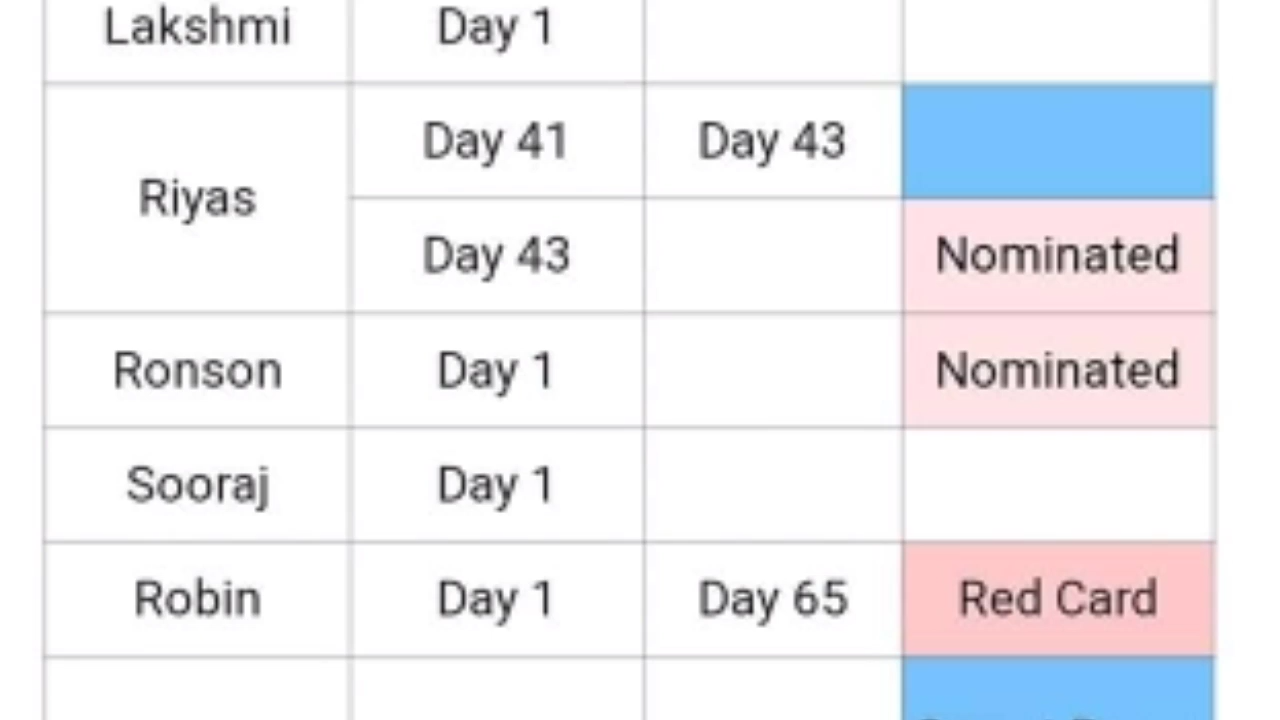 Lakshmi Day 1
Day 41 Day 43
Riyas
Day 43 Nominated
Ronson Day 1 Nominated
Sooraj Day 1
Robin Day 1 Day 65 Red Card